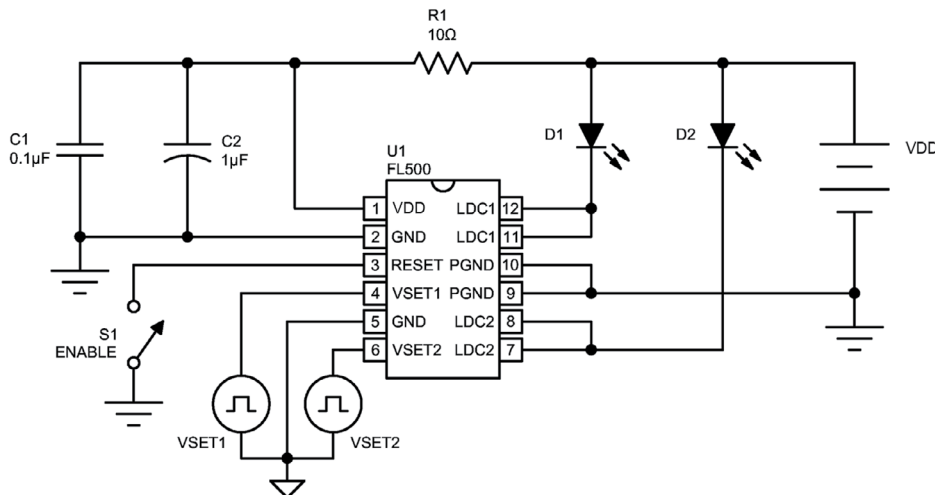 R1
10Ω
C1
0.1µF
C2
1µF
U1
FL500
D1
D2
VDD
1 VDD LDC1 12
2 GND LDC1 11
3 RESET PGND 10
4 VSET1 PGND 9
5 GND LDC2 8
6 VSET2 LDC2 7
S1
ENABLE
VSET1
VSET2